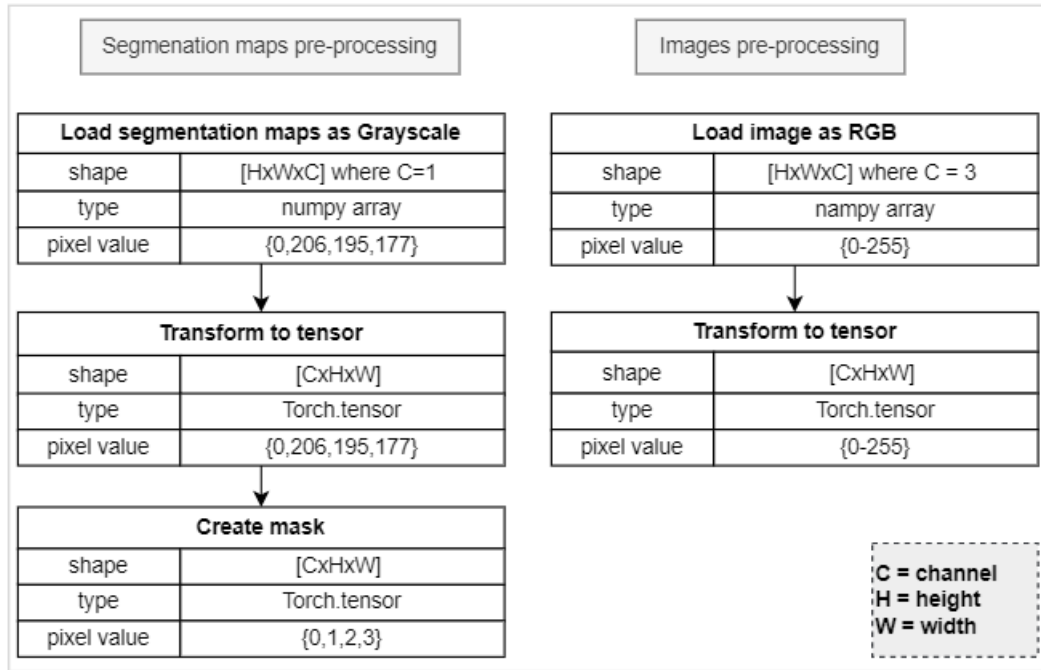 Segmenation maps pre-processing
Load segmentation maps as Grayscale
shape [HxWxC] where C=1
type numpy array
pixel value {0,206,195,177}
Transform to tensor
shape [CxHxW]
type Torch.tensor
pixel value {0,206,195,177}
Create mask
shape [CxHxW]
type Torch.tensor
pixel value {0,1,2,3}
Images pre-processing
Load image as RGB
shape [HxWxC] where C = 3
type nampy array
pixel value {0-255}
Transform to tensor
shape [CxHxW]
type Torch.tensor
pixel value {0-255}
C = channel
H = height
W = width